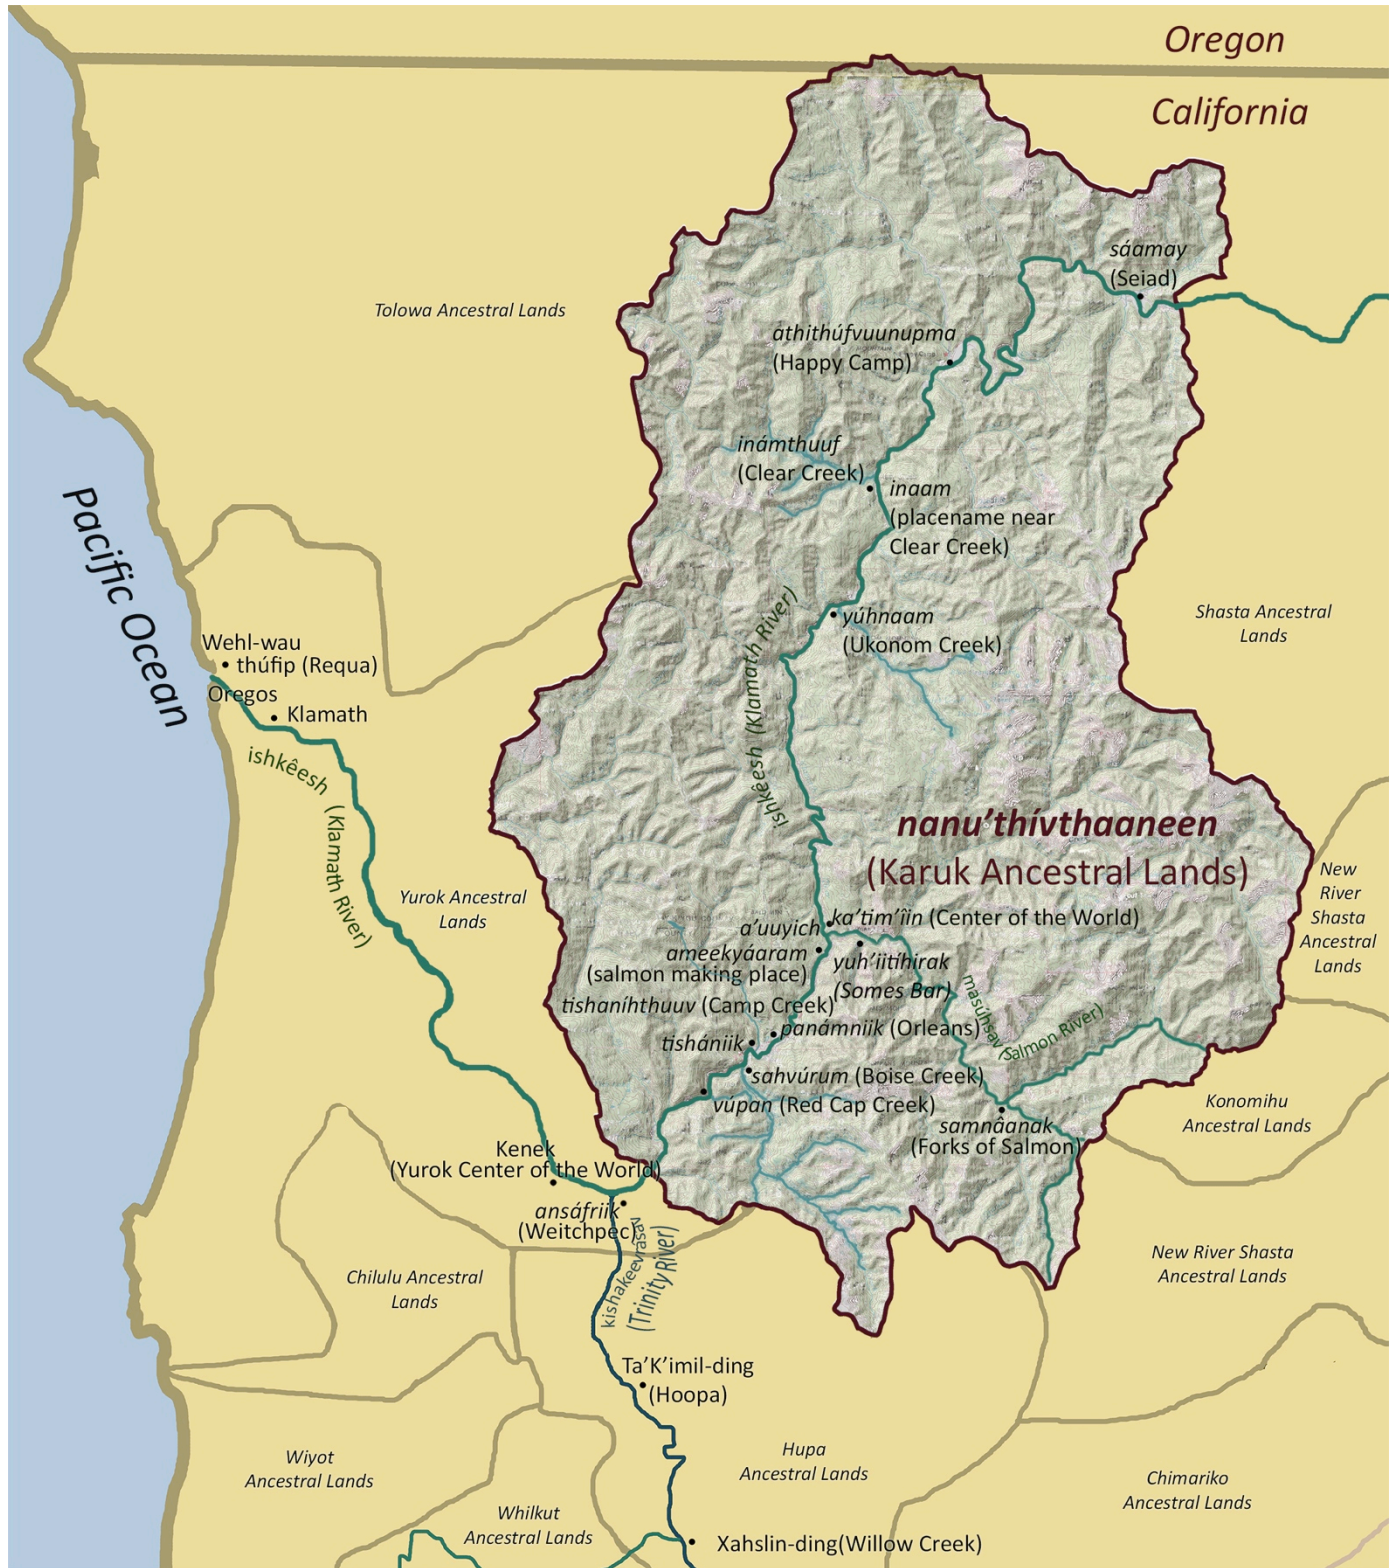 Oregon
California
sáamay
(Seiad)
Tolowa Ancestral Lands
áthithúfvuunupma
(Happy Camp)
inámthuuf
(Clear Creek)
inaam
(placename near
Clear Creek)
Pacific Ocean
ishkêesh (Klamath River)
yúhnaam
(Ukonom Creek)
Shasta Ancestral
Lands
Wehl-wau
thúfip (Requa)
Oregos
Klamath
ishkêesh (Klamath River)
nanu'thívthaaneen
(Karuk Ancestral Lands)
New
River
Shasta
Ancestral
Lands
Yurok Ancestral
Lands
ka'tim'îin (Center of the World)
a'uuyich
ameekyáaram
(salmon making place)
yuh'iitíhirak
(Somes Bar)
masúhsav (Salmon River)
tishaníhthuuv (Camp Creek)
panámniik (Orleans)
tishániik
sahvúrum (Boise Creek)
vúpan (Red Cap Creek)
samnâanak
(Forks of Salmon)
Konomihu
Ancestral Lands
Kenek
(Yurok Center of the World)
ansáfriik
(Weitchpec)
kishakeevrasav
(Trinity River)
New River Shasta
Ancestral Lands
Chilulu Ancestral
Lands
Ta'K'imil-ding
(Hoopa)
Wiyot
Ancestral Lands
Hupa
Ancestral Lands
Chimariko
Ancestral Lands
Whilkut
Ancestral Lands
Xahslin-ding(Willow Creek)